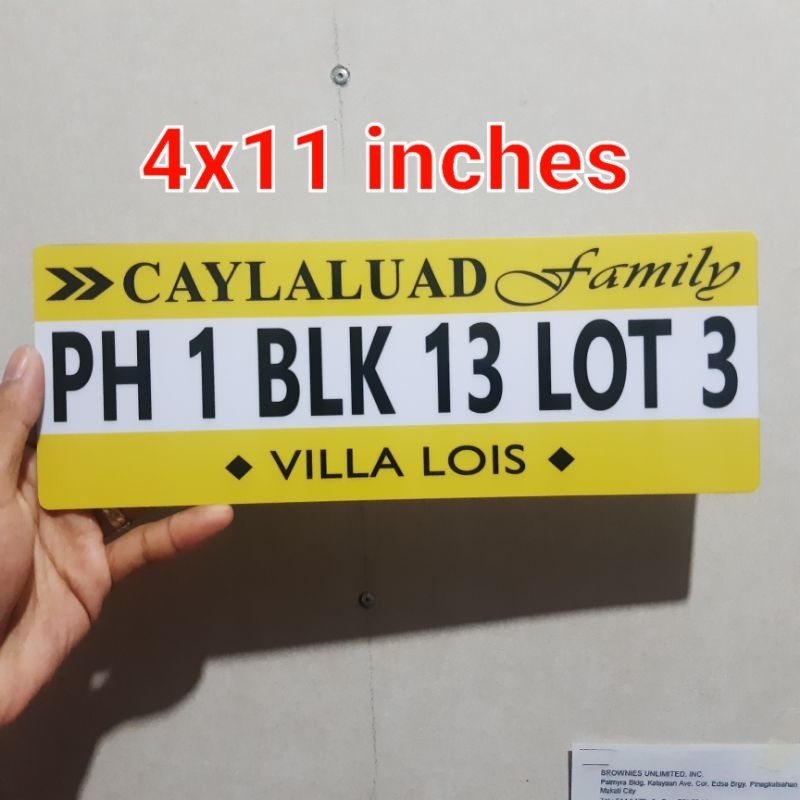 4x11 inches
CAYLALUAD Family
PH 1 BLK 13 LOT 3
VILLA LOIS
BROWNIES UNLIMITED, INC.
Palmyra Bldg. Kalayaan Ave. Cor. Edsa Brgy. Pinagkaisahan
Makati City